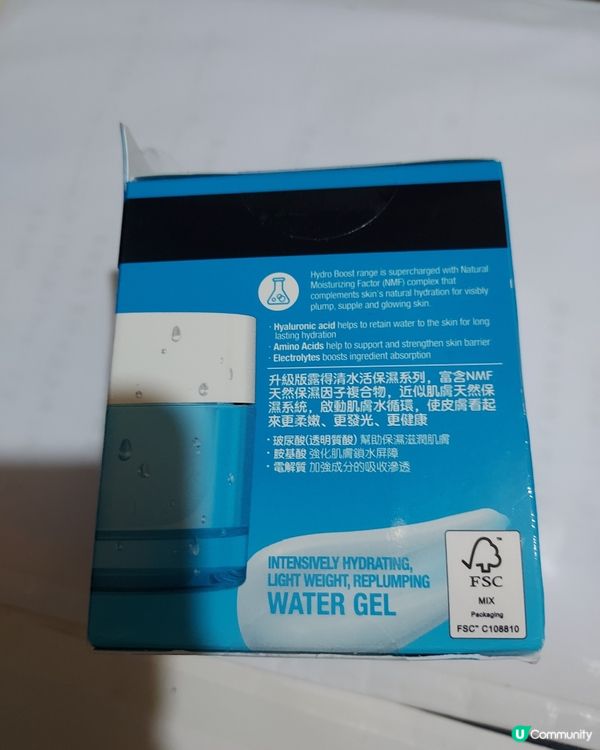 Hydro Boost range is supercharged with Natural
Moisturizing Factor (NMF) complex that
complements skin's natural hydration for visibly
plump, supple and glowing skin.
· Hyaluronic acid helps to retain water to the skin for long
lasting hydration
· Amino Acids help to support and strengthen skin barrier
· Electrolytes boosts ingredient absorption
升級版露得清水活保濕系列，富含NMF
天然保濕因子複合物，近似肌膚天然保
濕系統，啟動肌膚水循環，使皮膚看起
來更柔嫩、更發光、更健康
· 玻尿酸(透明質酸) 幫助保濕滋潤肌膚
· 胺基酸 強化肌膚鎖水屏障
· 電解質 加強成分的吸收滲透
INTENSIVELY HYDRATING,
LIGHT WEIGHT, REPLUMPING
WATER GEL
FSC
MIX
Packaging
FSC™ C108810
U Community